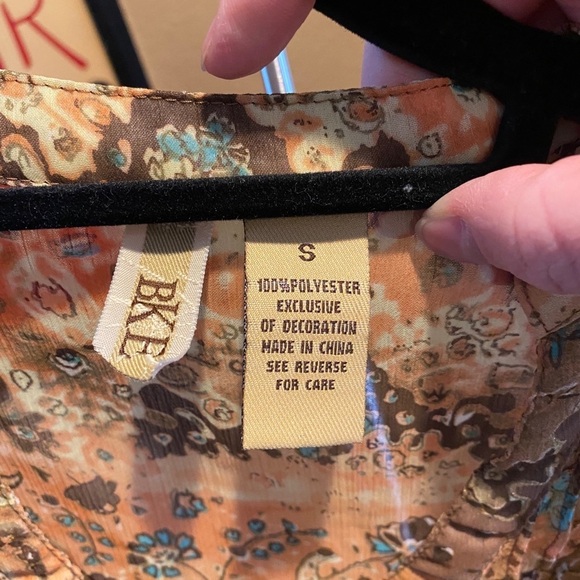 BKE
S
100%POLYESTER
EXCLUSIVE
OF DECORATION
MADE IN CHINA
SEE REVERSE
FOR CARE